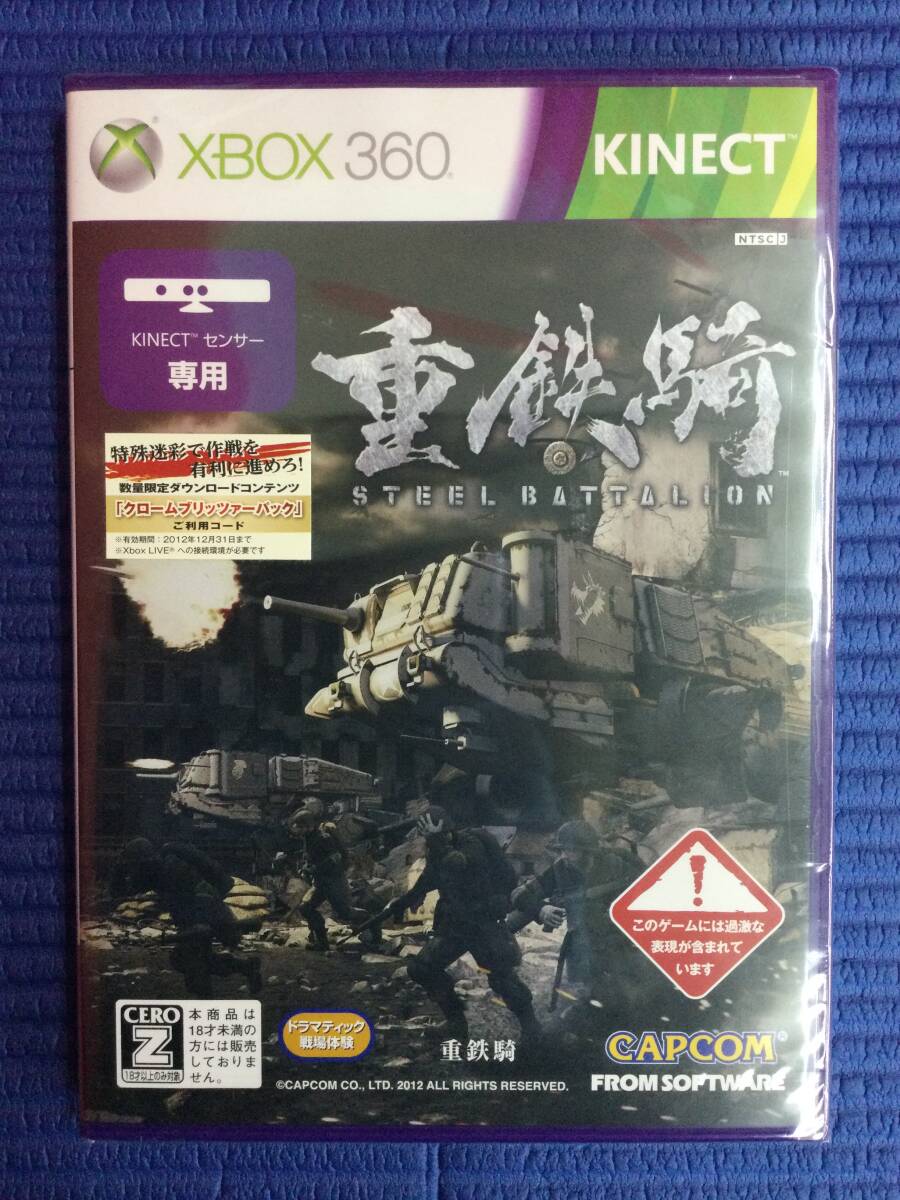 XBOX 360®
KINECT™
NTSC J
KINECT™ センサー
専用
重鉄騎
STEEL BATTALION™
特殊迷彩で作戦を
有利に進めろ!
数量限定ダウンロードコンテンツ
「クロームブリッツァーパック」
ご利用コード
※有効期間:2012年12月31日まで
※Xbox LIVE® への接続環境が必要です
このゲームには過激な
表現が含まれて
います
CERO
Z
18才以上のみ対象
本商品は
18才未満の
方には販売
しておりま
せん。
ドラマティック
戦場体験
重鉄騎
CAPCOM
FROM SOFTWARE
©CAPCOM CO., LTD. 2012 ALL RIGHTS RESERVED.